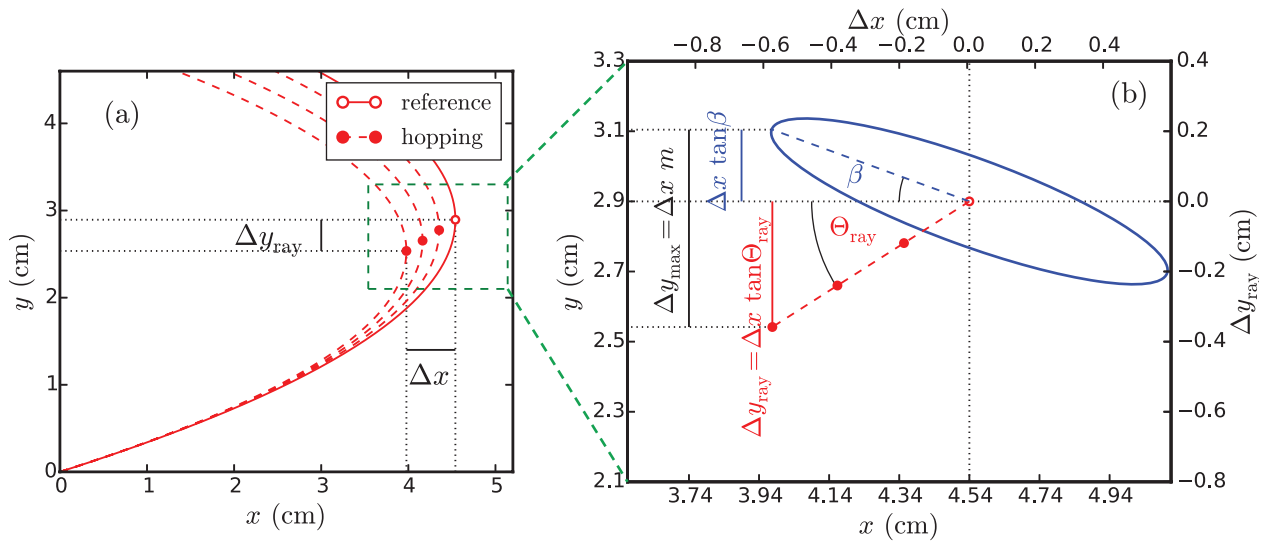 (a)
reference
hopping
Δy_ray
Δx
y (cm)
4
3
2
1
0
0 1 2 3 4 5
x (cm)
Δx (cm)
−0.8 −0.6 −0.4 −0.2 0.0 0.2 0.4
(b)
y (cm)
3.3
3.1
2.9
2.7
2.5
2.3
2.1
Δy_max = Δx m
Δx tanβ
Δy_ray = Δx tanΘ_ray
β
Θ_ray
0.4
0.2
0.0
−0.2
−0.4
−0.6
−0.8
Δy_ray (cm)
3.74 3.94 4.14 4.34 4.54 4.74 4.94
x (cm)